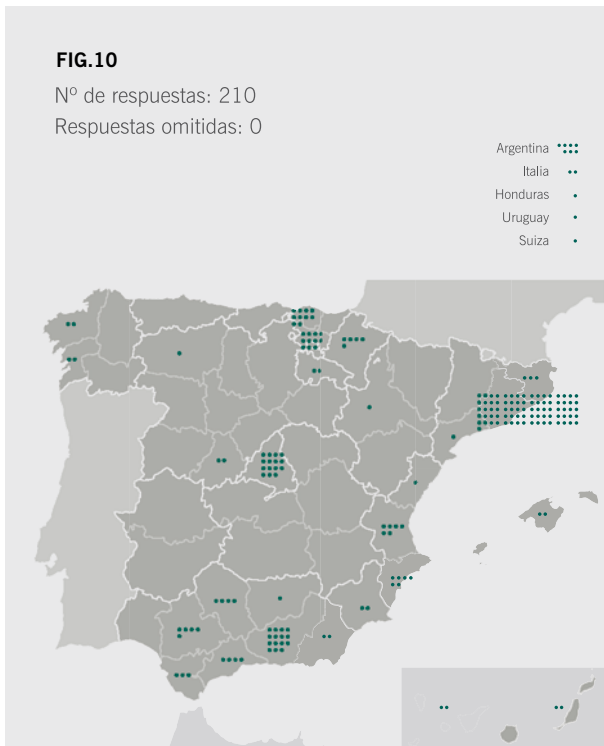 FIG.10
Nº de respuestas: 210
Respuestas omitidas: 0
Argentina
Italia
Honduras
Uruguay
Suiza